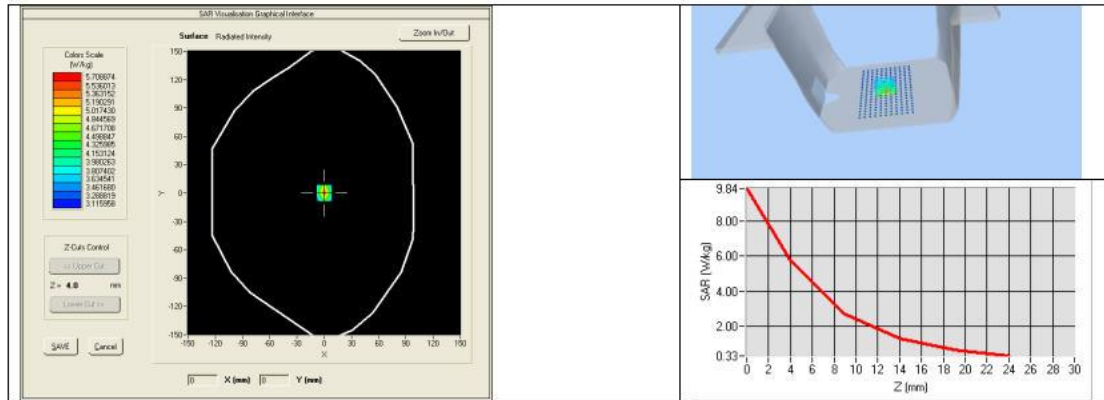 SAR Visualisation Graphical Interface
Surface Radiated Intensity
Zoom In/Out
Colors Scale
(W/kg)
5.708874
5.536013
5.363152
5.190291
5.017430
4.844569
4.671708
4.498847
4.325985
4.153124
3.980263
3.807402
3.634541
3.461680
3.288819
3.115958
Z-Cuts Control
<< Upper Cut
Z = 4.0 mm
Lower Cut >>
SAVE Cancel
Y
150
120
90
60
30
0
-30
-60
-90
-120
-150
-150 -120 -90 -60 -30 0 30 60 90 120 150
X
0 X (mm) 0 Y (mm)
SAR (W/kg)
9.84
8.00
6.00
4.00
2.00
0.33
0 2 4 6 8 10 12 14 16 18 20 22 24 26 28 30
Z (mm)